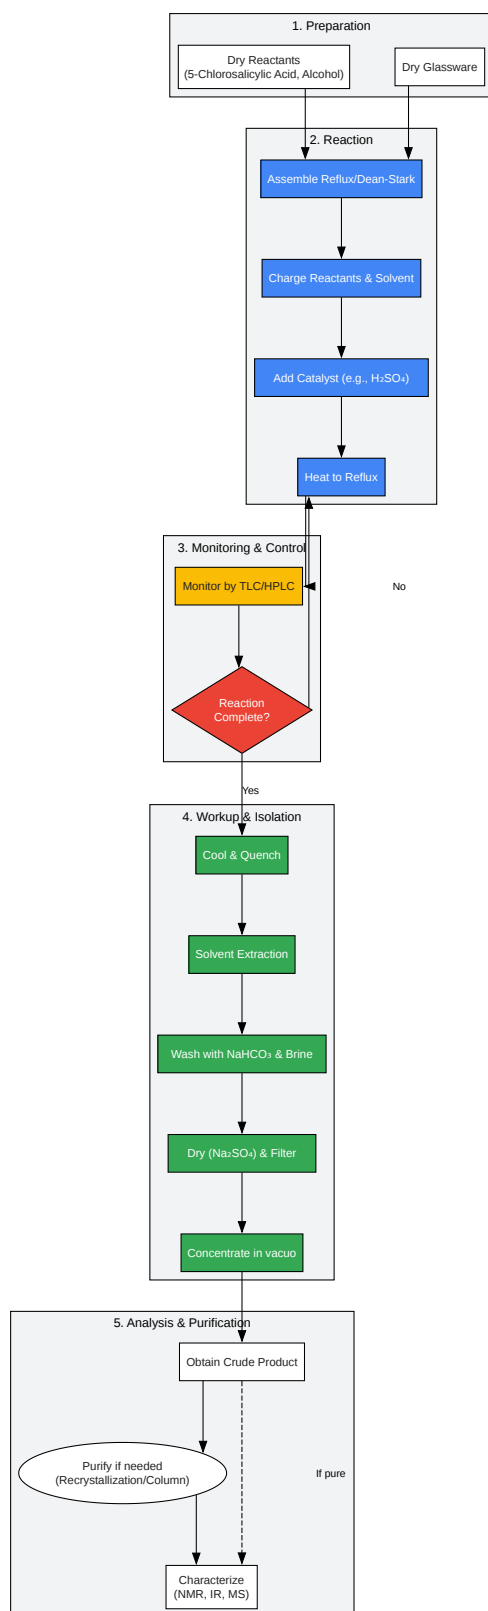 1. Preparation
Dry Reactants
(5-Chlorosalicylic Acid, Alcohol)
Dry Glassware
2. Reaction
Assemble Reflux/Dean-Stark
Charge Reactants & Solvent
Add Catalyst (e.g., H₂SO₄)
Heat to Reflux
3. Monitoring & Control
Monitor by TLC/HPLC
No
Reaction
Complete?
Yes
4. Workup & Isolation
Cool & Quench
Solvent Extraction
Wash with NaHCO₃ & Brine
Dry (Na₂SO₄) & Filter
Concentrate in vacuo
5. Analysis & Purification
Obtain Crude Product
Purify if needed
(Recrystallization/Column)
If pure
Characterize
(NMR, IR, MS)